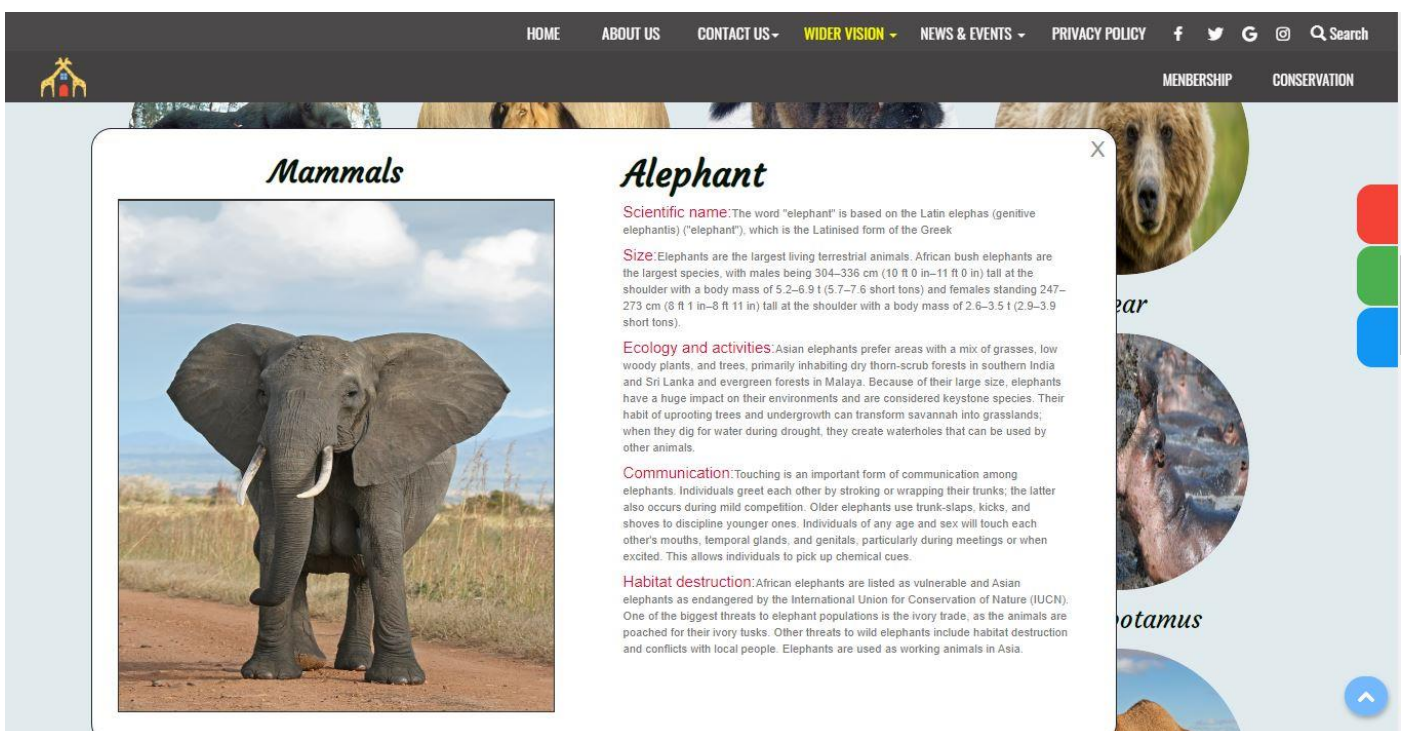 HOME ABOUT US CONTACT US WIDER VISION NEWS & EVENTS PRIVACY POLICY f G Search
MENBERSHIP CONSERVATION
Mammals
Alephant
X
Scientific name:The word "elephant" is based on the Latin elephas (genitive
elephantis) ("elephant"), which is the Latinised form of the Greek
Size:Elephants are the largest living terrestrial animals. African bush elephants are
the largest species, with males being 304–336 cm (10 ft 0 in–11 ft 0 in) tall at the
shoulder with a body mass of 5.2–6.9 t (5.7–7.6 short tons) and females standing 247–
273 cm (8 ft 1 in–8 ft 11 in) tall at the shoulder with a body mass of 2.6–3.5 t (2.9–3.9
short tons).
Ecology and activities:Asian elephants prefer areas with a mix of grasses, low
woody plants, and trees, primarily inhabiting dry thorn-scrub forests in southern India
and Sri Lanka and evergreen forests in Malaya. Because of their large size, elephants
have a huge impact on their environments and are considered keystone species. Their
habit of uprooting trees and undergrowth can transform savannah into grasslands;
when they dig for water during drought, they create waterholes that can be used by
other animals.
Communication:Touching is an important form of communication among
elephants. Individuals greet each other by stroking or wrapping their trunks; the latter
also occurs during mild competition. Older elephants use trunk-slaps, kicks, and
shoves to discipline younger ones. Individuals of any age and sex will touch each
other's mouths, temporal glands, and genitals, particularly during meetings or when
excited. This allows individuals to pick up chemical cues.
Habitat destruction:African elephants are listed as vulnerable and Asian
elephants as endangered by the International Union for Conservation of Nature (IUCN).
One of the biggest threats to elephant populations is the ivory trade, as the animals are
poached for their ivory tusks. Other threats to wild elephants include habitat destruction
and conflicts with local people. Elephants are used as working animals in Asia.
ear
otamus